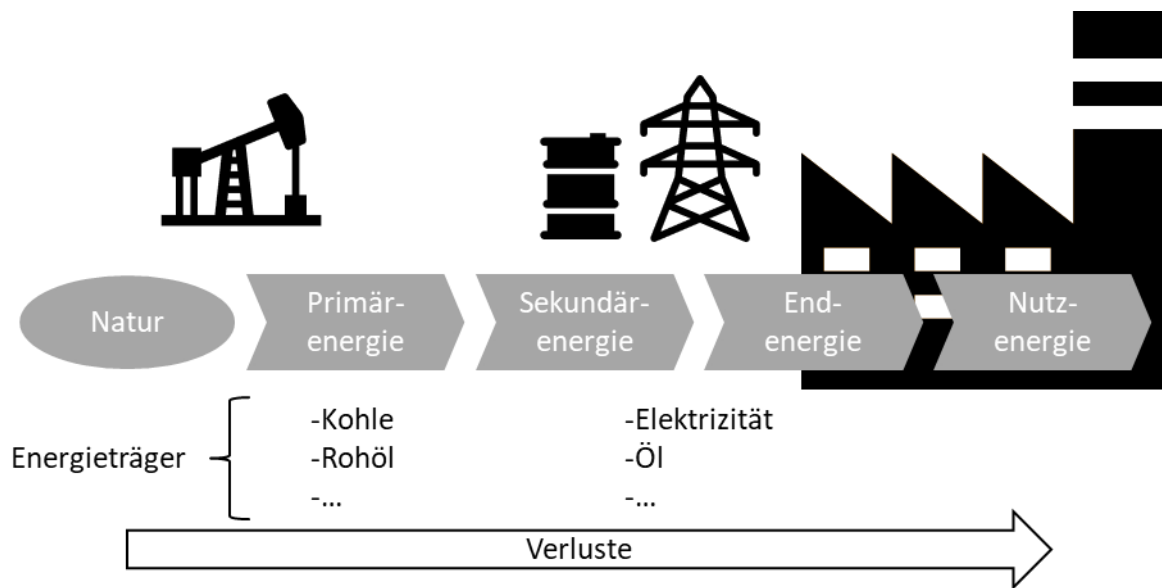 Natur
Primär-
energie
Sekundär-
energie
End-
energie
Nutz-
energie
Energieträger
-Kohle
-Rohöl
-...
-Elektrizität
-Öl
-...
Verluste